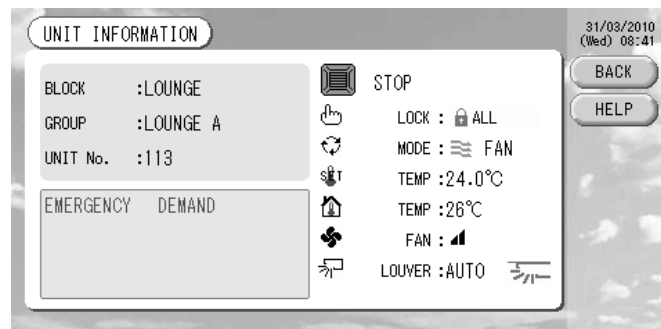 UNIT INFORMATION
31/03/2010
(Wed) 08:41
BACK
HELP
BLOCK :LOUNGE
GROUP :LOUNGE A
UNIT No. :113
EMERGENCY DEMAND
STOP
LOCK : ALL
MODE : FAN
SET TEMP :24.0℃
TEMP :26℃
FAN :
LOUVER :AUTO